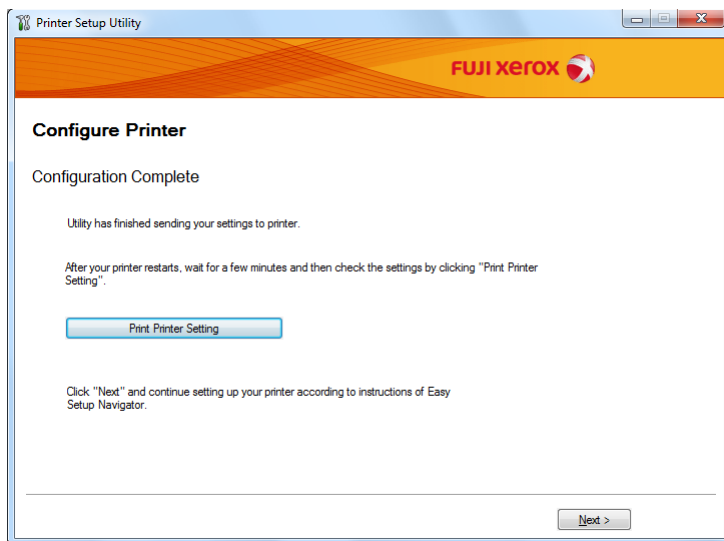 Printer Setup Utility
FUJI xerox
Configure Printer
Configuration Complete
Utility has finished sending your settings to printer.
After your printer restarts, wait for a few minutes and then check the settings by clicking "Print Printer
Setting".
Print Printer Setting
Click "Next" and continue setting up your printer according to instructions of Easy
Setup Navigator.
Next >